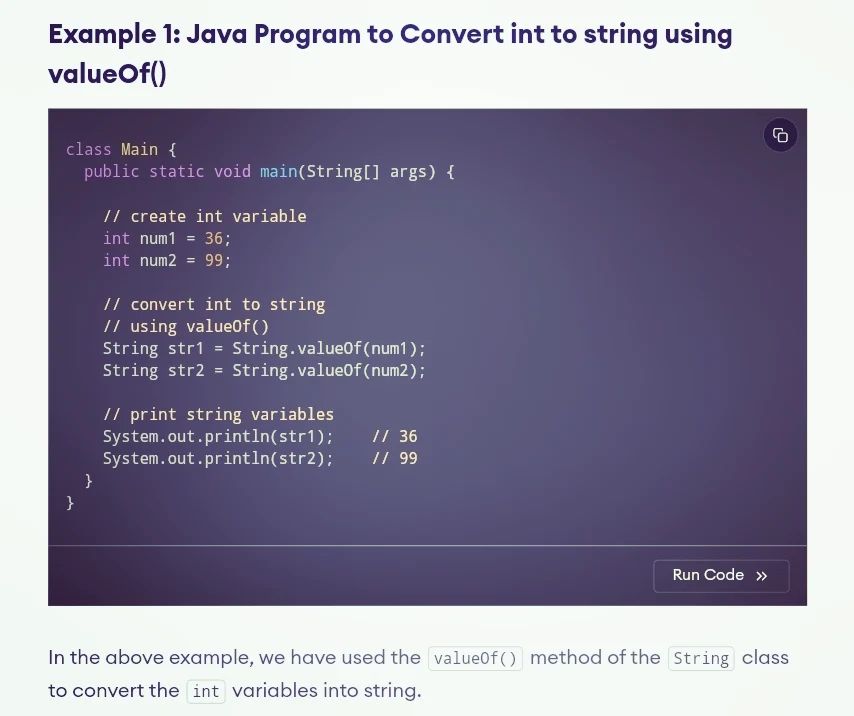 Example 1: Java Program to Convert int to string using
valueOf()
class Main {
  public static void main(String[] args) {

    // create int variable
    int num1 = 36;
    int num2 = 99;

    // convert int to string
    // using valueOf()
    String str1 = String.valueOf(num1);
    String str2 = String.valueOf(num2);

    // print string variables
    System.out.println(str1);    // 36
    System.out.println(str2);    // 99
  }
}
Run Code »
In the above example, we have used the valueOf() method of the String class
to convert the int variables into string.